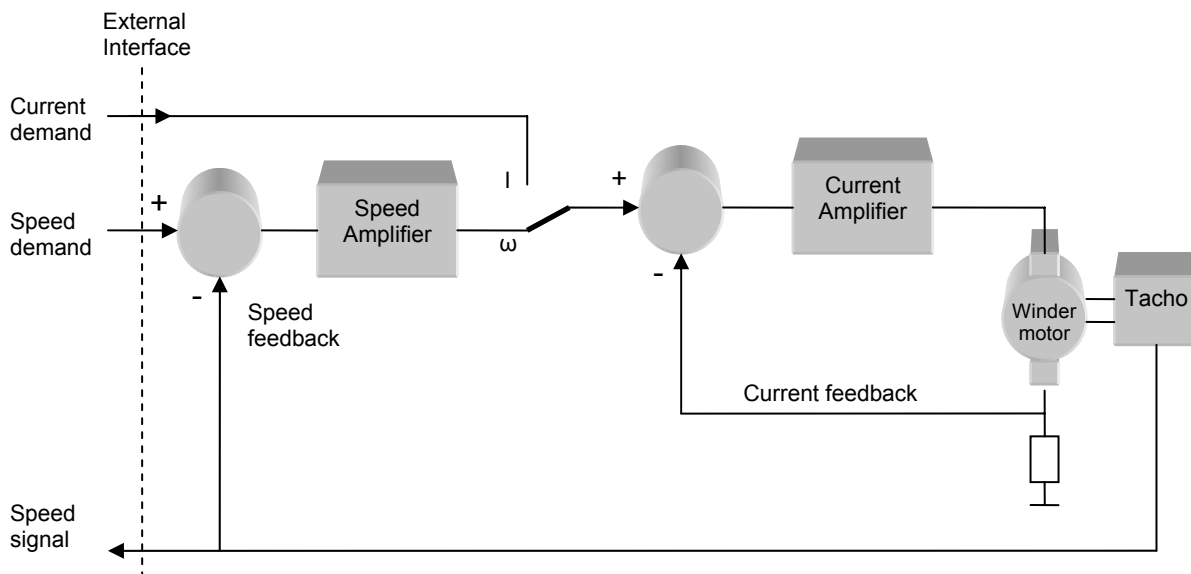 External
Interface
Current
demand
I
+
Current
Amplifier
+
Speed
Amplifier
Speed
demand
ω
-
-
Speed
feedback
Winder
motor
Tacho
Current feedback
Speed
signal